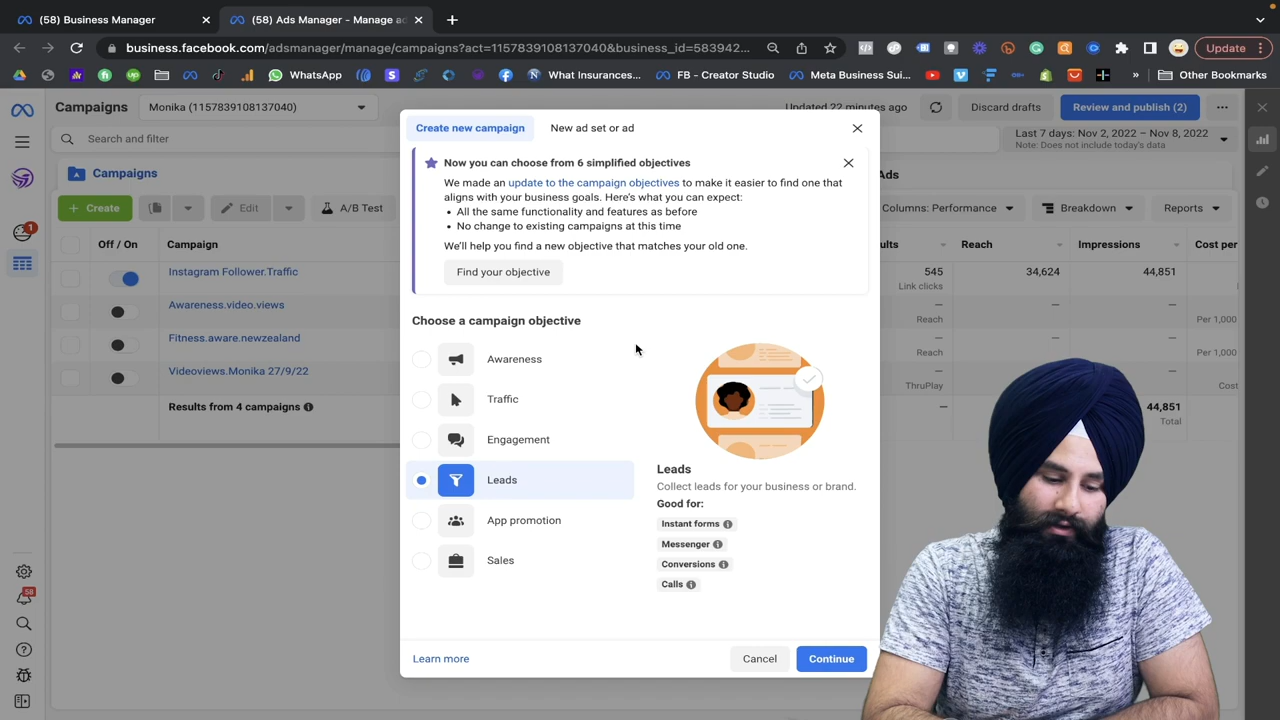 (58) Business Manager
(58) Ads Manager - Manage ad
business.facebook.com/adsmanager/manage/campaigns?act=1157839108137040&business_id=583942...
Update
WhatsApp
What Insurances...
FB - Creator Studio
Meta Business Sui...
»
Other Bookmarks
Campaigns
Monika (1157839108137040)
Updated 22 minutes ago
Discard drafts
Review and publish (2)
Search and filter
Last 7 days: Nov 2, 2022 – Nov 8, 2022
Note: Does not include today's data
Campaigns
Ads
+ Create
Edit
A/B Test
Columns: Performance
Breakdown
Reports
Off / On
Campaign
ults
Reach
Impressions
Cost per
Instagram Follower.Traffic
545
Link clicks
34,624
44,851
Awareness.video.views
—
Reach
—
—
—
Per 1,000
Fitness.aware.newzealand
—
Reach
—
—
—
Per 1,000
Videoviews.Monika 27/9/22
—
ThruPlay
—
—
—
Cost
Results from 4 campaigns
—
44,851
Total
1
58
Create new campaign
New ad set or ad
Now you can choose from 6 simplified objectives
We made an update to the campaign objectives to make it easier to find one that
aligns with your business goals. Here's what you can expect:
• All the same functionality and features as before
• No change to existing campaigns at this time
We'll help you find a new objective that matches your old one.
Find your objective
Choose a campaign objective
Awareness
Traffic
Engagement
Leads
App promotion
Sales
Leads
Collect leads for your business or brand.
Good for:
Instant forms
Messenger
Conversions
Calls
Learn more
Cancel
Continue